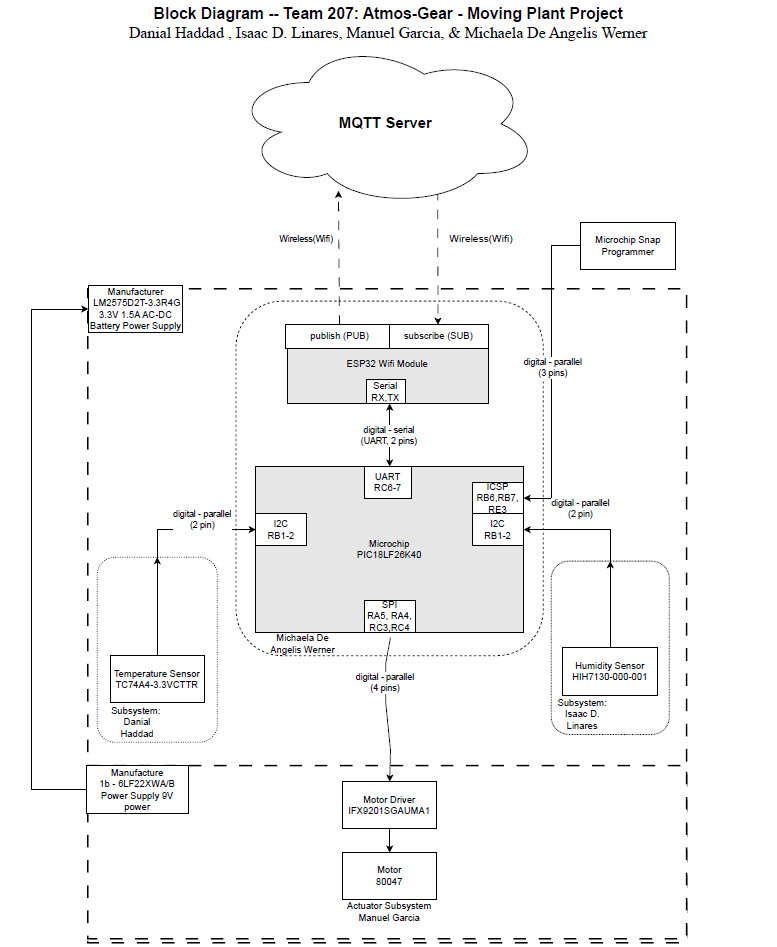 Block Diagram -- Team 207: Atmos-Gear - Moving Plant Project
Danial Haddad , Isaac D. Linares, Manuel Garcia, & Michaela De Angelis Werner
MQTT Server
Wireless(Wifi)
Wireless(Wifi)
Microchip Snap
Programmer
Manufacturer
LM2575D2T-3.3R4G
3.3V 1.5A AC-DC
Battery Power Supply
publish (PUB)
subscribe (SUB)
ESP32 Wifi Module
Serial
RX,TX
digital - parallel
(3 pins)
digital - serial
(UART, 2 pins)
UART
RC6-7
ICSP
RB6,RB7,
RE3
digital - parallel
(2 pin)
digital - parallel
(2 pin)
I2C
RB1-2
I2C
RB1-2
Microchip
PIC18LF26K40
SPI
RA5, RA4,
RC3,RC4
Michaela De
Angelis Werner
digital - parallel
(4 pins)
Temperature Sensor
TC74A4-3.3VCTTR
Subsystem:
Danial
Haddad
Humidity Sensor
HIH7130-000-001
Subsystem:
Isaac D.
Linares
Manufacture
1b - 6LF22XWA/B
Power Supply 9V
power
Motor Driver
IFX9201SGAUMA1
Motor
80047
Actuator Subsystem
Manuel Garcia